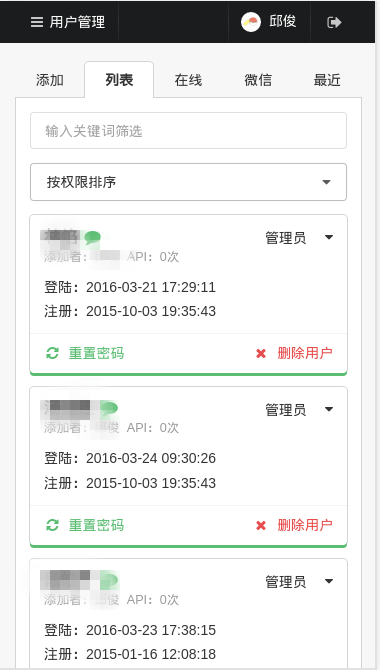 用户管理 邱俊
添加 列表 在线 微信 最近
输入关键词筛选
按权限排序
管理员
添加者： API：0次
登陆：2016-03-21 17:29:11
注册：2015-10-03 19:35:43
重置密码 删除用户
管理员
添加者： 俊 API：0次
登陆：2016-03-24 09:30:26
注册：2015-10-03 19:35:43
重置密码 删除用户
管理员
添加者： 俊 API：0次
登陆：2016-03-23 17:38:15
注册：2015-01-16 12:08:18